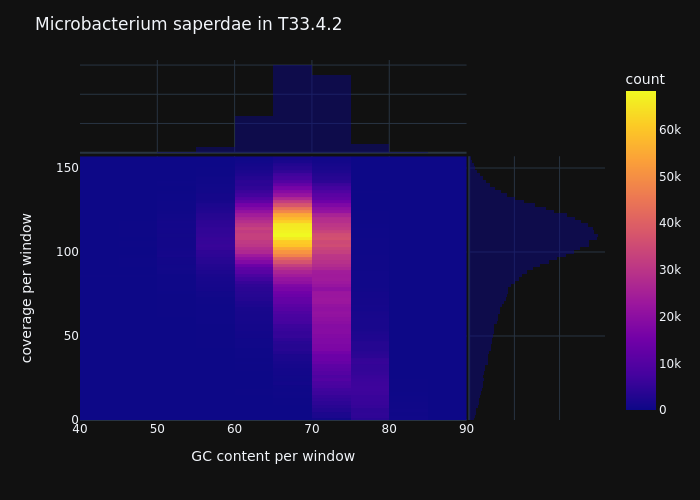 Microbacterium saperdae in T33.4.2
count
60k
50k
40k
30k
20k
10k
0
150
100
50
0
coverage per window
40
50
60
70
80
90
GC content per window